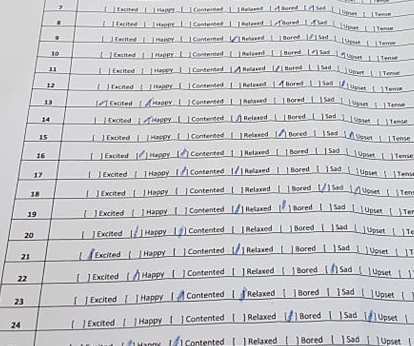 7 [ ] Excited [ ] Happy [ ] Contented [ ] Relaxed [/] Bored [/] Sad [ ] Upset [ ] Tense
8 [ ] Excited [ ] Happy [ ] Contented [ ] Relaxed [/] Bored [/] Sad [ ] Upset [ ] Tense
9 [ ] Excited [ ] Happy [ ] Contented [/] Relaxed [ ] Bored [/] Sad [ ] Upset [ ] Tense
10 [ ] Excited [ ] Happy [ ] Contented [ ] Relaxed [ ] Bored [/] Sad [/] Upset [ ] Tense
11 [ ] Excited [ ] Happy [ ] Contented [/] Relaxed [/] Bored [ ] Sad [ ] Upset [ ] Tense
12 [ ] Excited [ ] Happy [ ] Contented [ ] Relaxed [/] Bored [ ] Sad [/] Upset [ ] Tense
13 [/] Excited [/] Happy [ ] Contented [ ] Relaxed [ ] Bored [ ] Sad [ ] Upset [ ] Tense
14 [ ] Excited [/] Happy [ ] Contented [/] Relaxed [ ] Bored [ ] Sad [ ] Upset [ ] Tense
15 [ ] Excited [ ] Happy [ ] Contented [ ] Relaxed [/] Bored [ ] Sad [/] Upset [ ] Tense
16 [ ] Excited [/] Happy [/] Contented [ ] Relaxed [ ] Bored [ ] Sad [ ] Upset [ ] Tense
17 [ ] Excited [ ] Happy [/] Contented [/] Relaxed [ ] Bored [ ] Sad [ ] Upset [ ] Tense
18 [ ] Excited [ ] Happy [ ] Contented [ ] Relaxed [ ] Bored [/] Sad [/] Upset [ ] Tens
19 [ ] Excited [ ] Happy [ ] Contented [/] Relaxed [/] Bored [ ] Sad [ ] Upset [ ] Ten
20 [ ] Excited [/] Happy [/] Contented [ ] Relaxed [ ] Bored [ ] Sad [ ] Upset [ ] Te
21 [/] Excited [ ] Happy [ ] Contented [/] Relaxed [ ] Bored [ ] Sad [ ] Upset [ ] T
22 [ ] Excited [/] Happy [ ] Contented [ ] Relaxed [ ] Bored [/] Sad [ ] Upset [ ]
23 [ ] Excited [ ] Happy [/] Contented [/] Relaxed [ ] Bored [ ] Sad [ ] Upset [
24 [ ] Excited [ ] Happy [ ] Contented [ ] Relaxed [/] Bored [ ] Sad [/] Upset [
Happy [/] Contented [ ] Relaxed [ ] Bored [ ] Sad